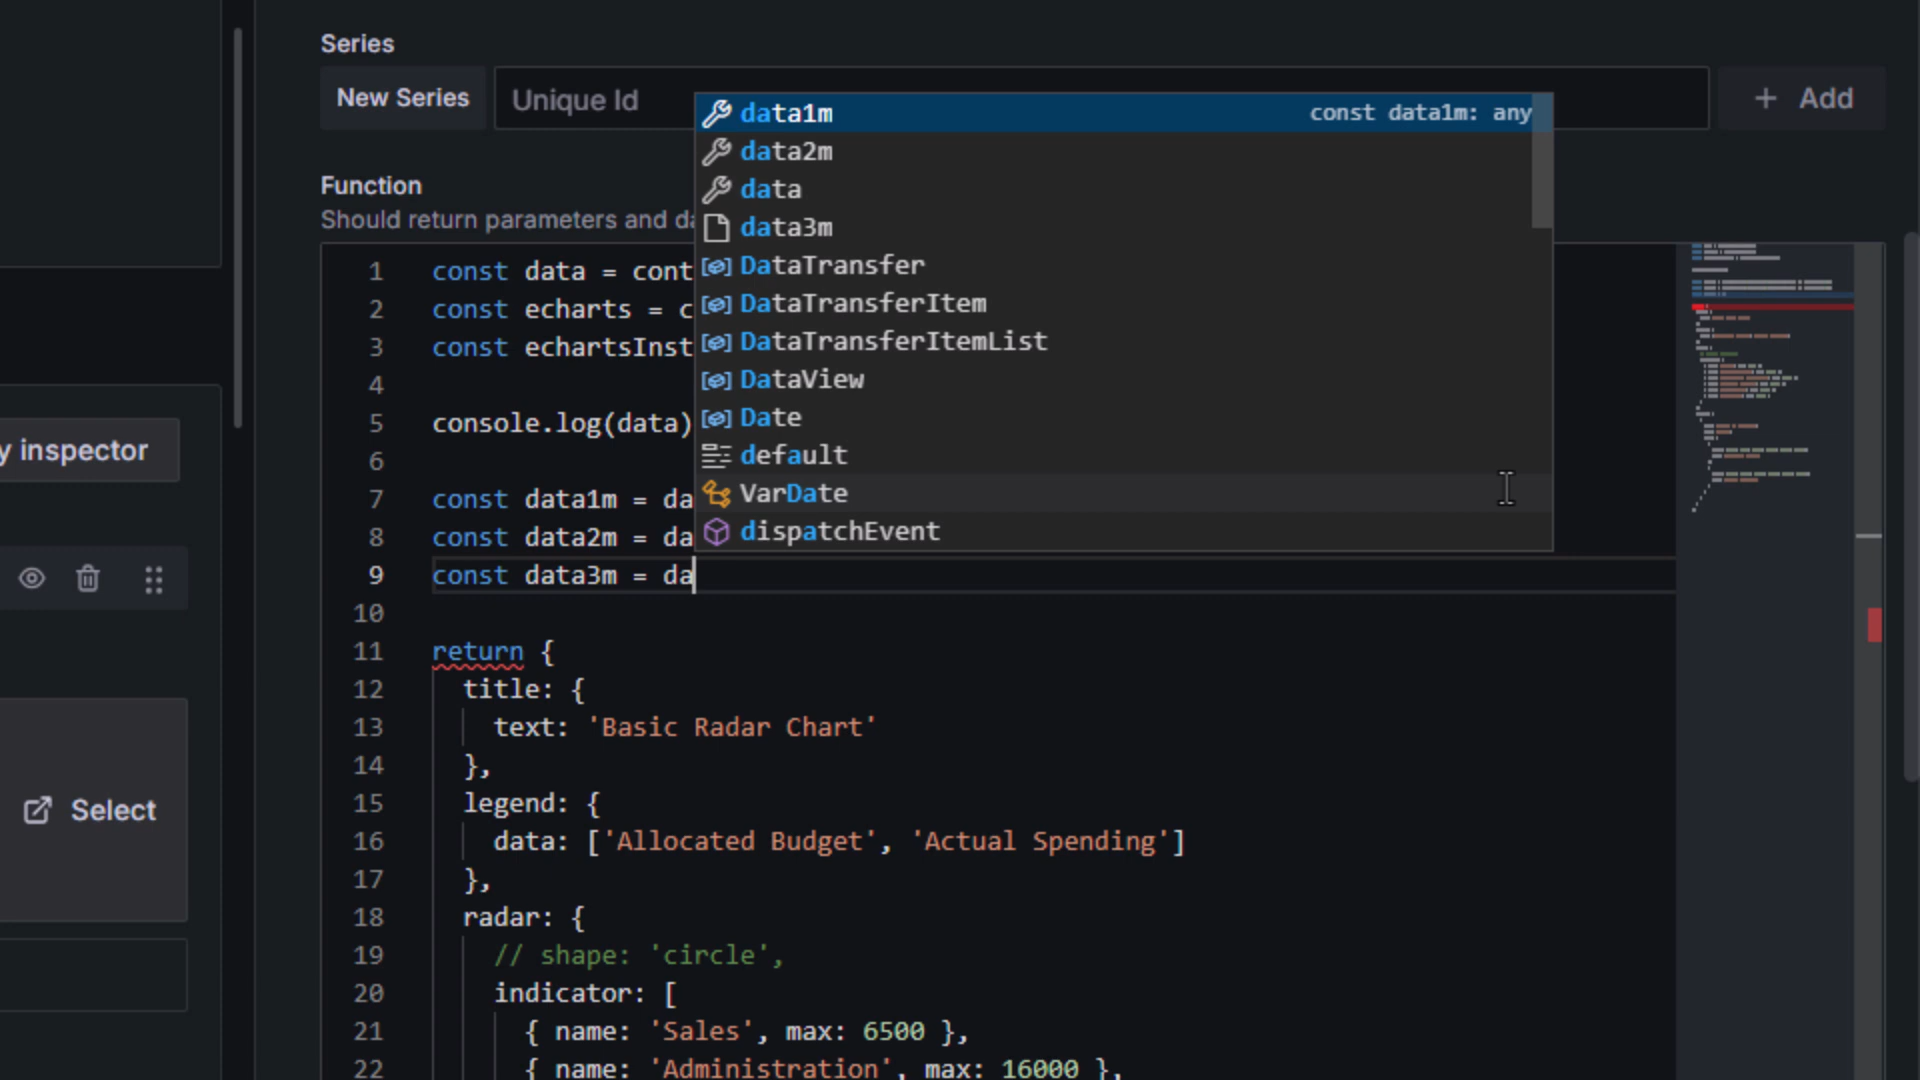 Series
New Series
Unique Id
+ Add
data1m const data1m: any
data2m
data
data3m
DataTransfer
DataTransferItem
DataTransferItemList
DataView
Date
default
VarDate
dispatchEvent
Function
Should return parameters and da
1 const data = cont
2 const echarts = c
3 const echartsInst
4
5 console.log(data)
6
7 const data1m = da
8 const data2m = da
9 const data3m = da
10
11 return {
12 title: {
13 text: 'Basic Radar Chart'
14 },
15 legend: {
16 data: ['Allocated Budget', 'Actual Spending']
17 },
18 radar: {
19 // shape: 'circle',
20 indicator: [
21 { name: 'Sales', max: 6500 },
22 { name: 'Administration', max: 16000 },
y inspector
Select